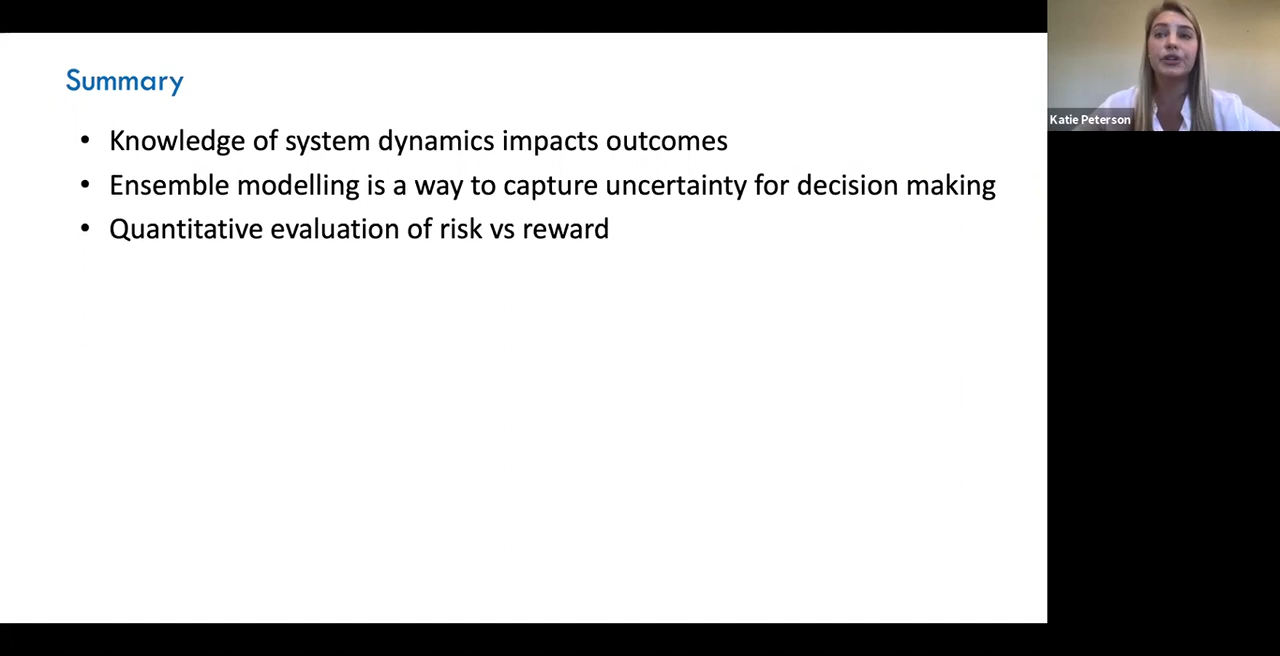 Summary
• Knowledge of system dynamics impacts outcomes
• Ensemble modelling is a way to capture uncertainty for decision making
• Quantitative evaluation of risk vs reward
Katie Peterson